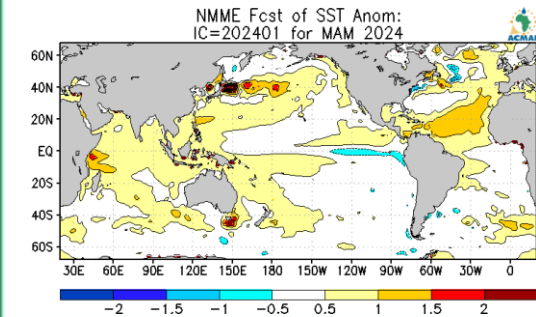 NMME Fcst of SST Anom:
IC=202401 for MAM 2024
ACMAD
60N
40N
20N
EQ
20S
40S
60S
30E 60E 90E 120E 150E 180 150W 120W 90W 60W 30W 0
-2 -1.5 -1 -0.5 0.5 1 1.5 2